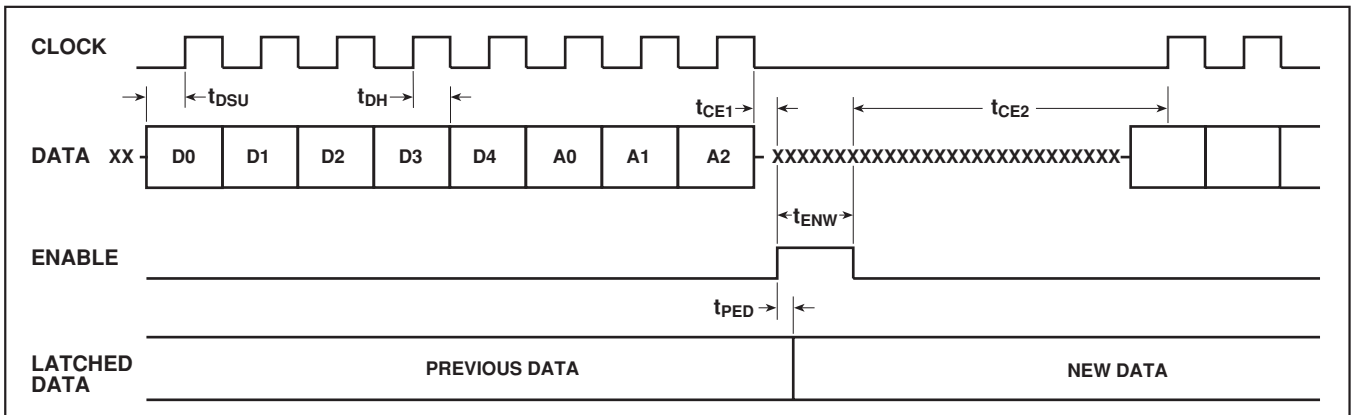 CLOCK
tDSU
tDH
tCE1
tCE2
DATA XX D0 D1 D2 D3 D4 A0 A1 A2 XXXXXXXXXXXXXXXXXXXXXXXXXXXXX
tENW
ENABLE
tPED
LATCHED DATA
PREVIOUS DATA
NEW DATA